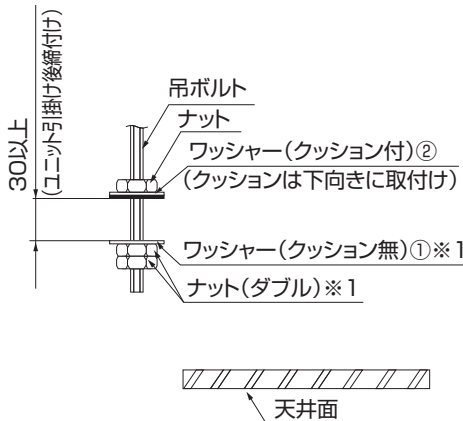 30以上
(ユニット引掛け後締付け)
吊ボルト
ナット
ワッシャー(クッション付)②
(クッションは下向きに取付け)
ワッシャー(クッション無)①※1
ナット(ダブル)※1
天井面